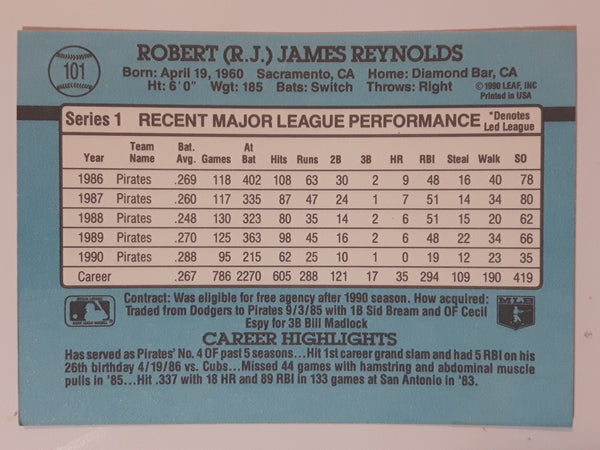 101
ROBERT (R.J.) JAMES REYNOLDS
Born: April 19, 1960 Sacramento, CA Home: Diamond Bar, CA
Ht: 6'0" Wgt: 185 Bats: Switch Throws: Right
©1990 LEAF, INC
Printed in USA
Series 1 RECENT MAJOR LEAGUE PERFORMANCE *Denotes Led League
Year Team Name Bat. Avg. Games At Bat Hits Runs 2B 3B HR RBI Steal Walk SO
1986 Pirates .269 118 402 108 63 30 2 9 48 16 40 78
1987 Pirates .260 117 335 87 47 24 1 7 51 14 34 80
1988 Pirates .248 130 323 80 35 14 2 6 51 15 20 62
1989 Pirates .270 125 363 98 45 16 2 6 48 22 34 66
1990 Pirates .288 95 215 62 25 10 1 0 19 12 23 35
Career .267 786 2270 605 288 121 17 35 294 109 190 419
Contract: Was eligible for free agency after 1990 season. How acquired:
Traded from Dodgers to Pirates 9/3/85 with 1B Sid Bream and OF Cecil
Espy for 3B Bill Madlock
MLB
CAREER HIGHLIGHTS
Has served as Pirates' No. 4 OF past 5 seasons...Hit 1st career grand slam and had 5 RBI on his
26th birthday 4/19/86 vs. Cubs...Missed 44 games with hamstring and abdominal muscle
pulls in '85...Hit .337 with 18 HR and 89 RBI in 133 games at San Antonio in '83.